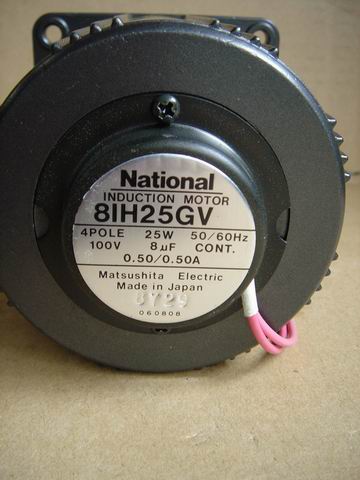 National
INDUCTION MOTOR
8IH25GV
4POLE 25W 50/60Hz
100V 8µF CONT.
0.50/0.50A
Matsushita Electric
Made in Japan
060808